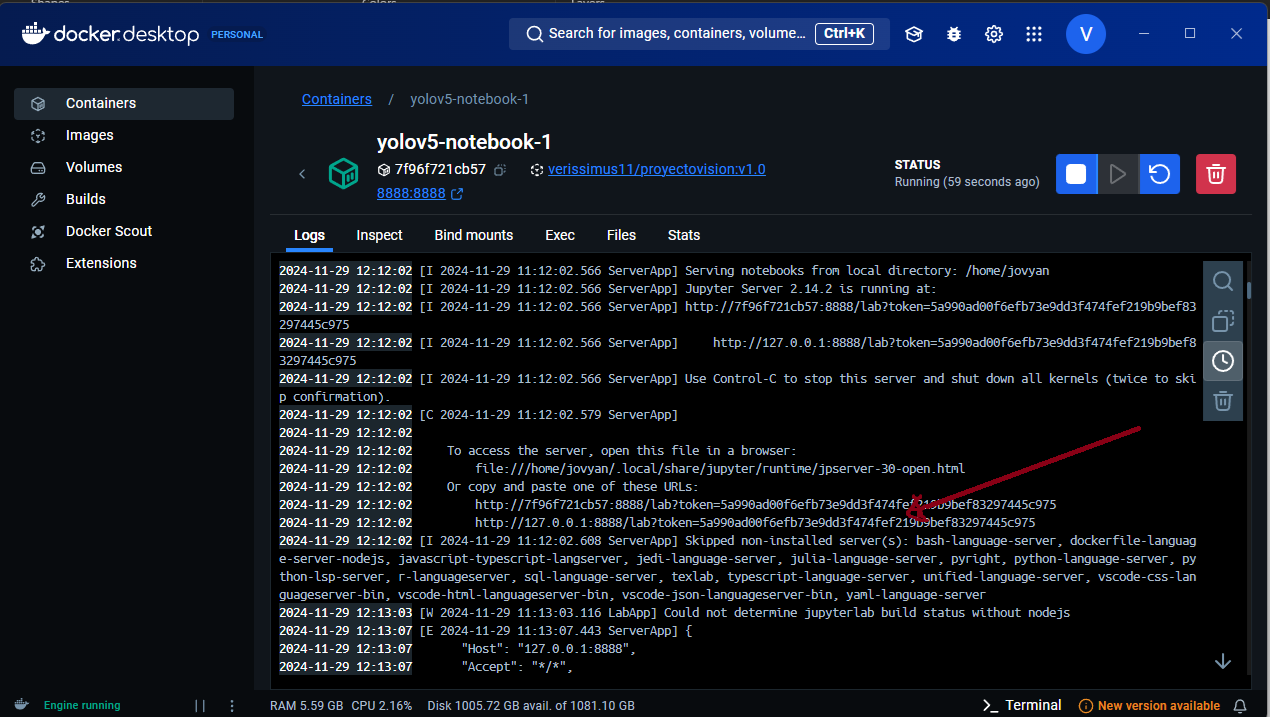 docker.desktop PERSONAL
Search for images, containers, volume... Ctrl+K
V
Containers
Images
Volumes
Builds
Docker Scout
Extensions
Containers / yolov5-notebook-1
yolov5-notebook-1
7f96f721cb57 verissimus11/proyectovision:v1.0
8888:8888
STATUS
Running (59 seconds ago)
Logs Inspect Bind mounts Exec Files Stats
2024-11-29 12:12:02 [I 2024-11-29 11:12:02.566 ServerApp] Serving notebooks from local directory: /home/jovyan
2024-11-29 12:12:02 [I 2024-11-29 11:12:02.566 ServerApp] Jupyter Server 2.14.2 is running at:
2024-11-29 12:12:02 [I 2024-11-29 11:12:02.566 ServerApp] http://7f96f721cb57:8888/lab?token=5a990ad00f6efb73e9dd3f474fef219b9bef83
297445c975
2024-11-29 12:12:02 [I 2024-11-29 11:12:02.566 ServerApp]     http://127.0.0.1:8888/lab?token=5a990ad00f6efb73e9dd3f474fef219b9bef8
3297445c975
2024-11-29 12:12:02 [I 2024-11-29 11:12:02.566 ServerApp] Use Control-C to stop this server and shut down all kernels (twice to ski
p confirmation).
2024-11-29 12:12:02 [C 2024-11-29 11:12:02.579 ServerApp]
2024-11-29 12:12:02
2024-11-29 12:12:02     To access the server, open this file in a browser:
2024-11-29 12:12:02         file:///home/jovyan/.local/share/jupyter/runtime/jpserver-30-open.html
2024-11-29 12:12:02     Or copy and paste one of these URLs:
2024-11-29 12:12:02         http://7f96f721cb57:8888/lab?token=5a990ad00f6efb73e9dd3f474fef219b9bef83297445c975
2024-11-29 12:12:02         http://127.0.0.1:8888/lab?token=5a990ad00f6efb73e9dd3f474fef219b9bef83297445c975
2024-11-29 12:12:02 [I 2024-11-29 11:12:02.608 ServerApp] Skipped non-installed server(s): bash-language-server, dockerfile-languag
e-server-nodejs, javascript-typescript-langserver, jedi-language-server, julia-language-server, pyright, python-language-server, py
thon-lsp-server, r-languageserver, sql-language-server, texlab, typescript-language-server, unified-language-server, vscode-css-lan
guageserver-bin, vscode-html-languageserver-bin, vscode-json-languageserver-bin, yaml-language-server
2024-11-29 12:13:03 [W 2024-11-29 11:13:03.116 LabApp] Could not determine jupyterlab build status without nodejs
2024-11-29 12:13:07 [E 2024-11-29 11:13:07.443 ServerApp] {
2024-11-29 12:13:07       "Host": "127.0.0.1:8888",
2024-11-29 12:13:07       "Accept": "*/*",
Engine running
RAM 5.59 GB CPU 2.16% Disk 1005.72 GB avail. of 1081.10 GB
Terminal
New version available